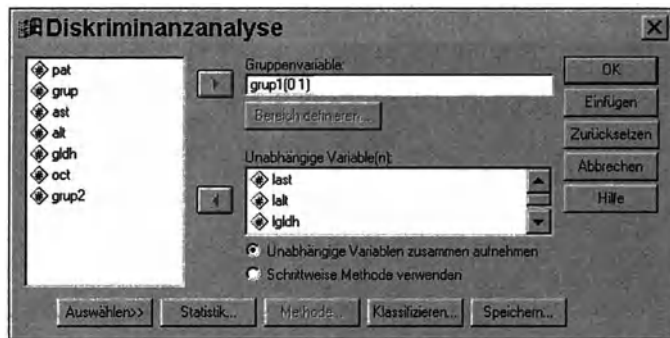 Diskriminanzanalyse
pat
grup
ast
alt
gldh
oct
grup2
Gruppenvariable:
grup1(0 1)
Bereich definieren...
Unabhängige Variable(n):
last
lalt
lgldh
Unabhängige Variablen zusammen aufnehmen
Schrittweise Methode verwenden
OK
Einfügen
Zurücksetzen
Abbrechen
Hilfe
Auswählen>>
Statistik...
Methode...
Klassifizieren...
Speichern...